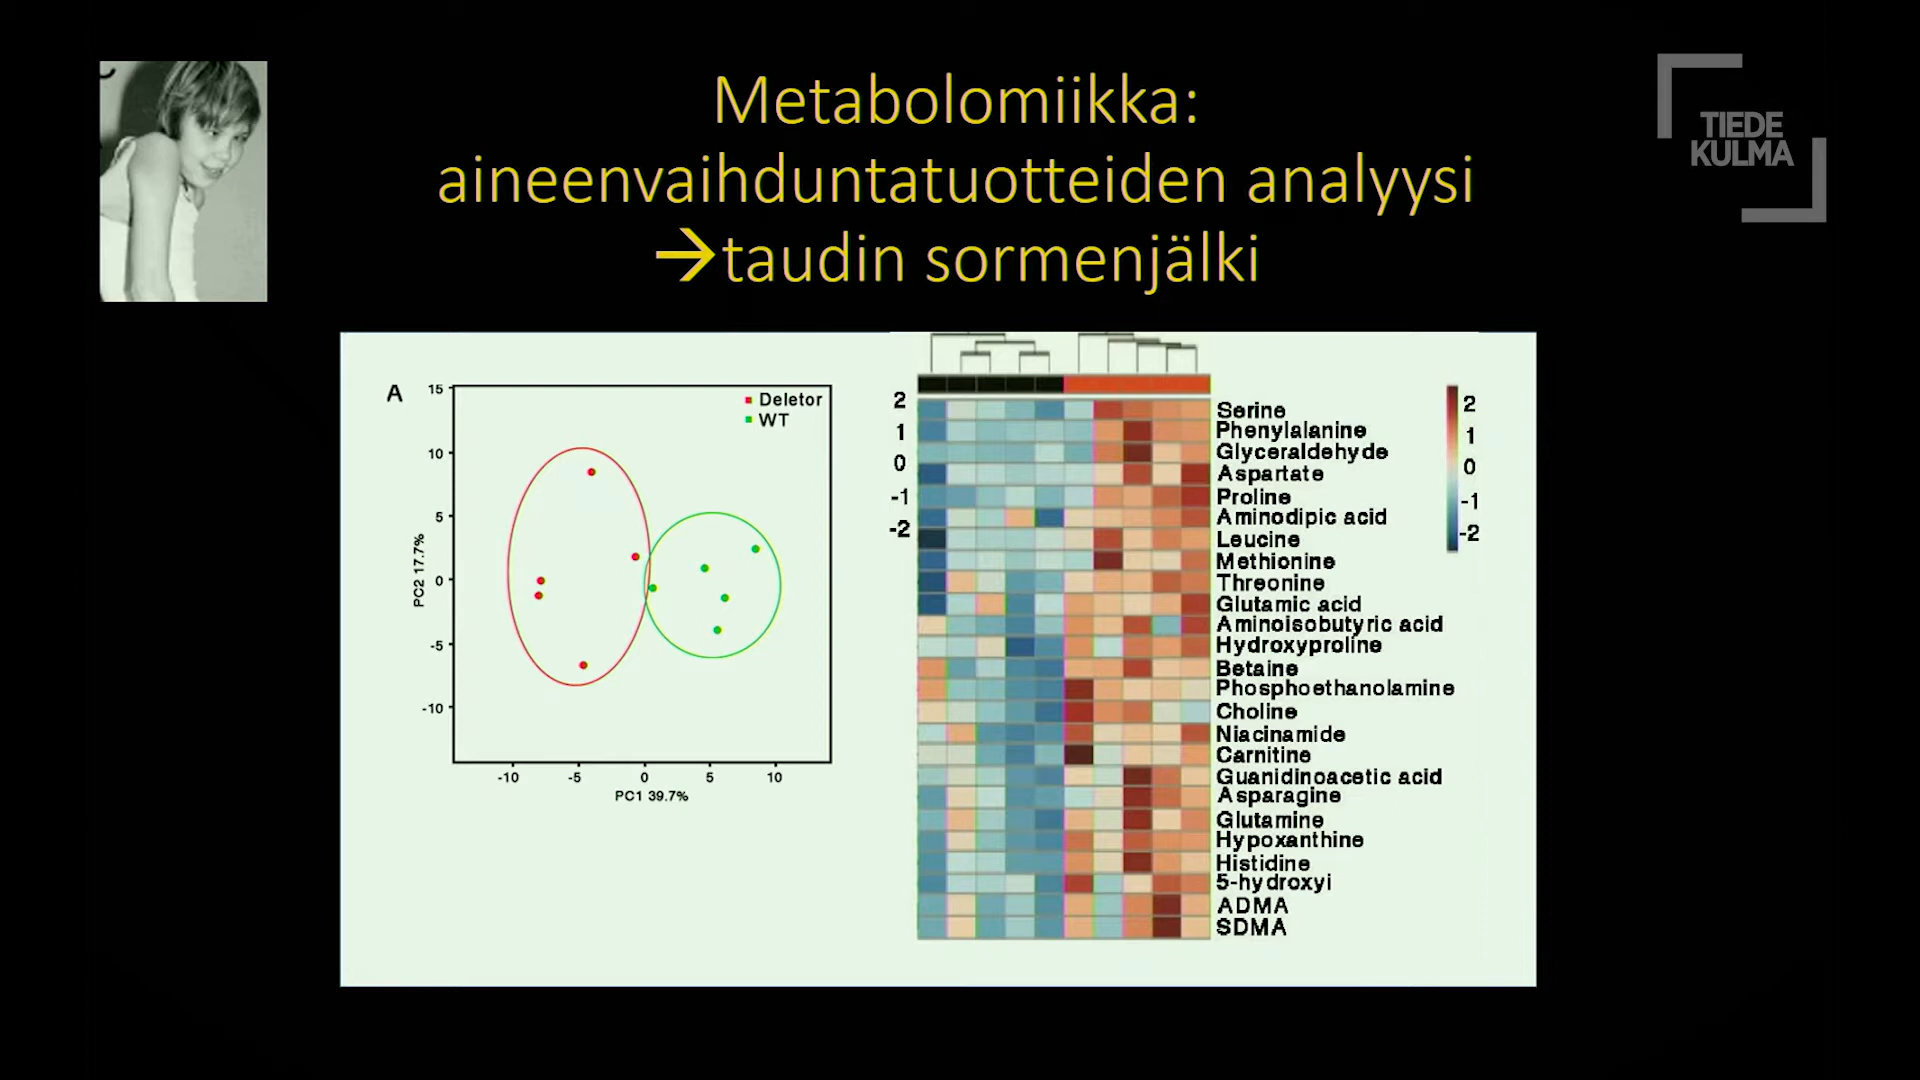 Metabolomiikka:
aineenvaihduntatuotteiden analyysi
→taudin sormenjälki
TIEDE
KULMA
A
Deletor
WT
15
10
5
0
-5
-10
PC2 17.7%
-10 -5 0 5 10
PC1 39.7%
2
1
0
-1
-2
Serine
Phenylalanine
Glyceraldehyde
Aspartate
Proline
Aminodipic acid
Leucine
Methionine
Threonine
Glutamic acid
Aminoisobutyric acid
Hydroxyproline
Betaine
Phosphoethanolamine
Choline
Niacinamide
Carnitine
Guanidinoacetic acid
Asparagine
Glutamine
Hypoxanthine
Histidine
5-hydroxyi
ADMA
SDMA
2
1
0
-1
-2